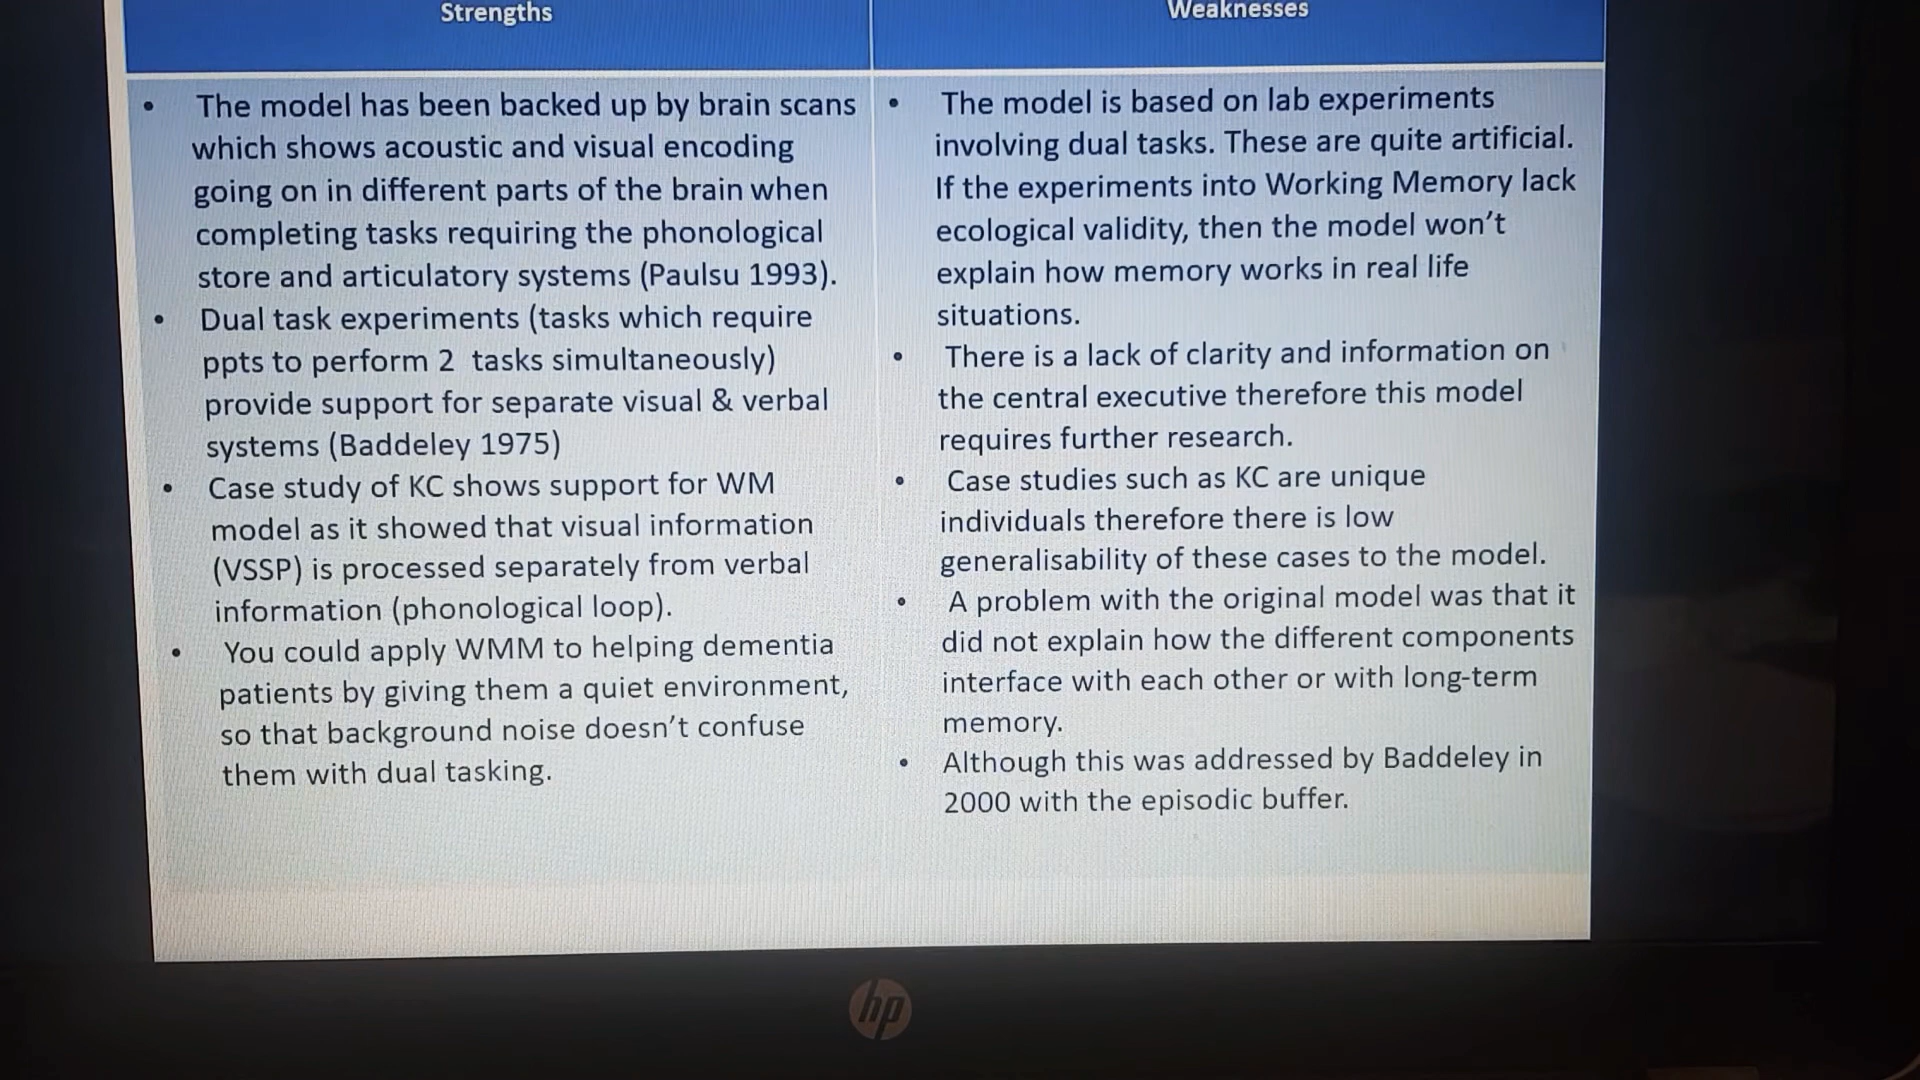 Strengths
The model has been backed up by brain scans
which shows acoustic and visual encoding
going on in different parts of the brain when
completing tasks requiring the phonological
store and articulatory systems (Paulsu 1993).
Dual task experiments (tasks which require
ppts to perform 2 tasks simultaneously)
provide support for separate visual & verbal
systems (Baddeley 1975)
Case study of KC shows support for WM
model as it showed that visual information
(VSSP) is processed separately from verbal
information (phonological loop).
You could apply WMM to helping dementia
patients by giving them a quiet environment,
so that background noise doesn't confuse
them with dual tasking.
Weaknesses
The model is based on lab experiments
involving dual tasks. These are quite artificial.
If the experiments into Working Memory lack
ecological validity, then the model won't
explain how memory works in real life
situations.
There is a lack of clarity and information on
the central executive therefore this model
requires further research.
Case studies such as KC are unique
individuals therefore there is low
generalisability of these cases to the model.
A problem with the original model was that it
did not explain how the different components
interface with each other or with long-term
memory.
Although this was addressed by Baddeley in
2000 with the episodic buffer.
hp